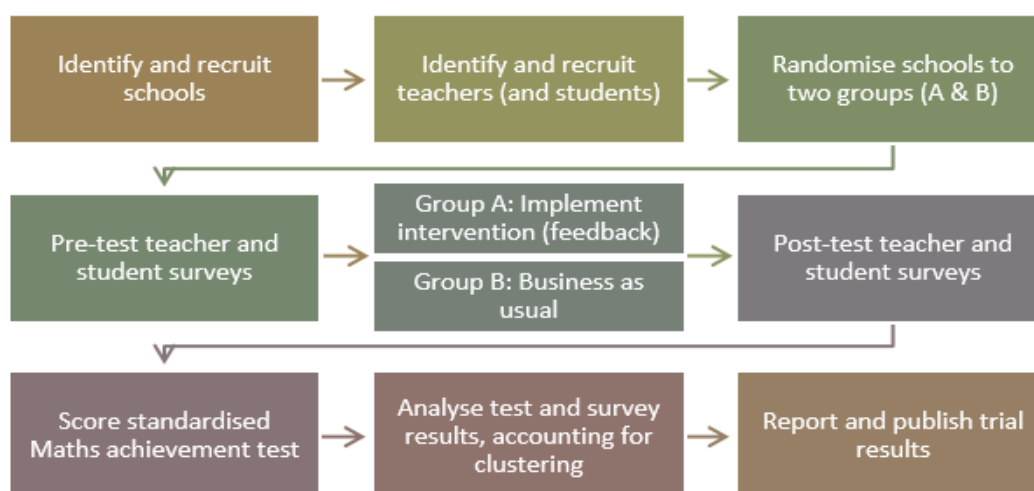 Identify and recruit
schools
Identify and recruit
teachers (and students)
Randomise schools to
two groups (A & B)
Pre-test teacher and
student surveys
Group A: Implement
intervention (feedback)
Group B: Business as
usual
Post-test teacher and
student surveys
Score standardised
Maths achievement test
Analyse test and survey
results, accounting for
clustering
Report and publish trial
results